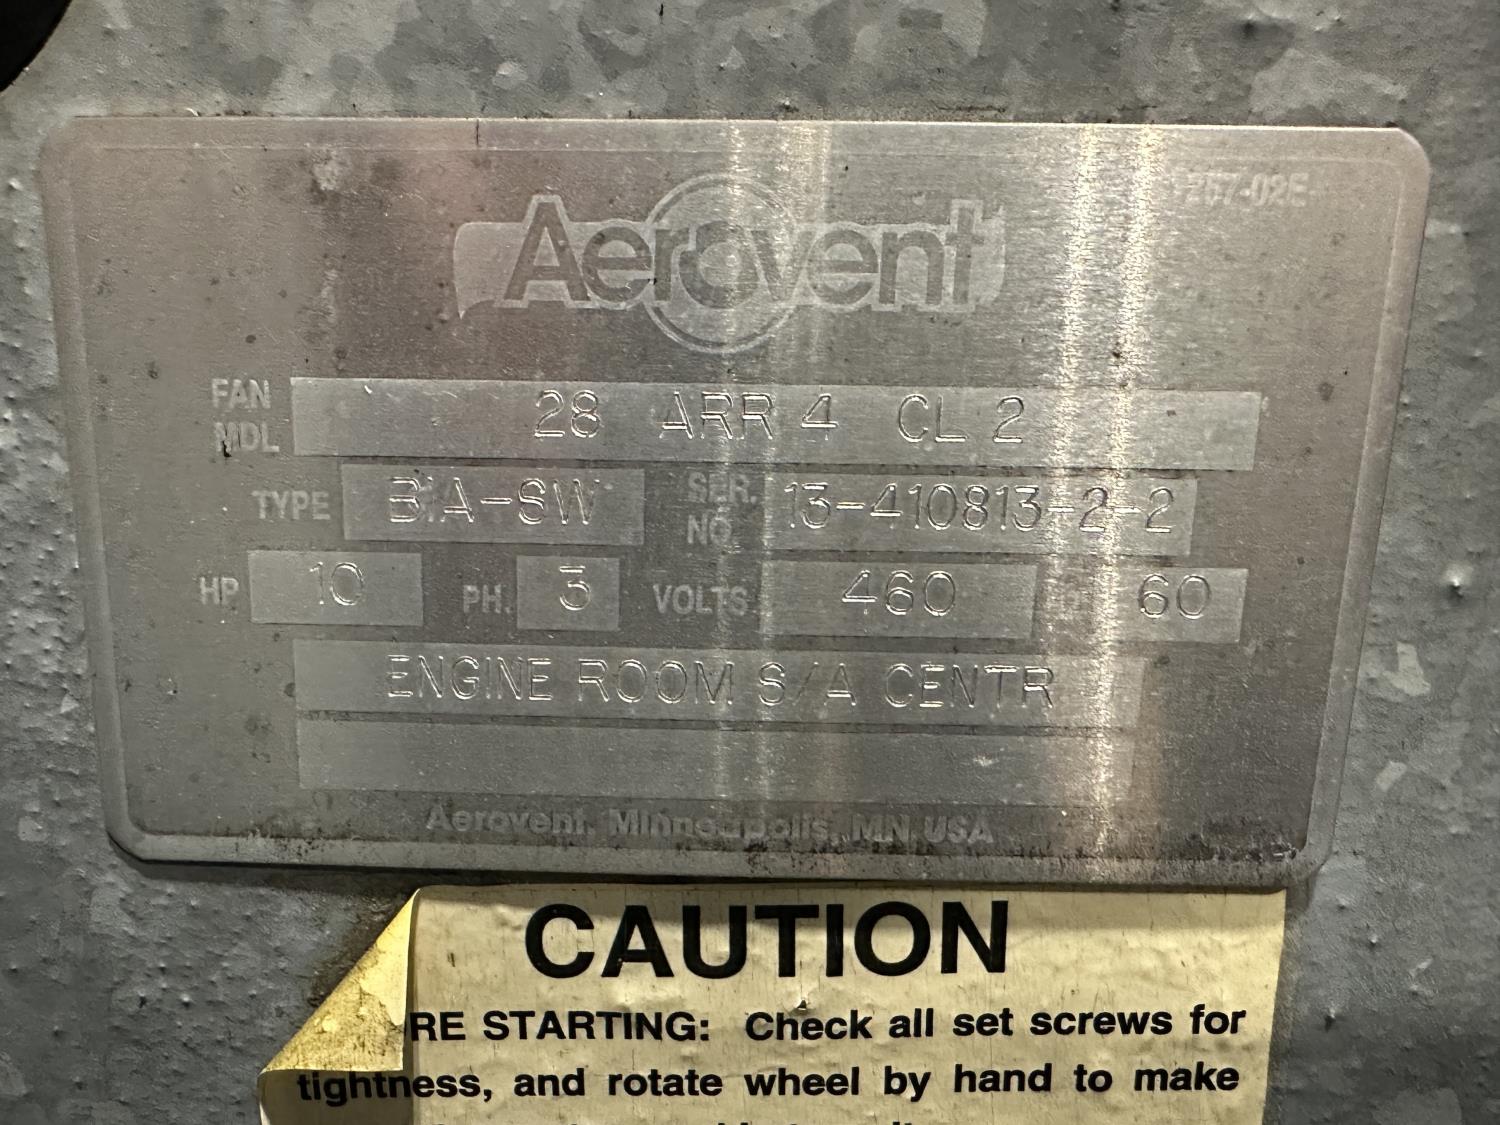 267-02E
Aerovent
FAN MDL 28 ARR 4 CL 2
TYPE BIA-SW SER. NO. 13-410813-2-2
HP 10 PH. 3 VOLTS 460 60
ENGINE ROOM S/A CENTR
Aerovent, Minneapolis, MN USA
CAUTION
RE STARTING: Check all set screws for
tightness, and rotate wheel by hand to make